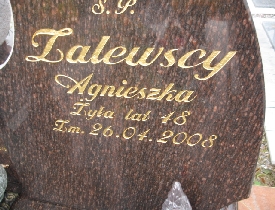 Ś.P.
Zalewscy
Agnieszka
Żyła lat 48
Zm. 26.04.2008